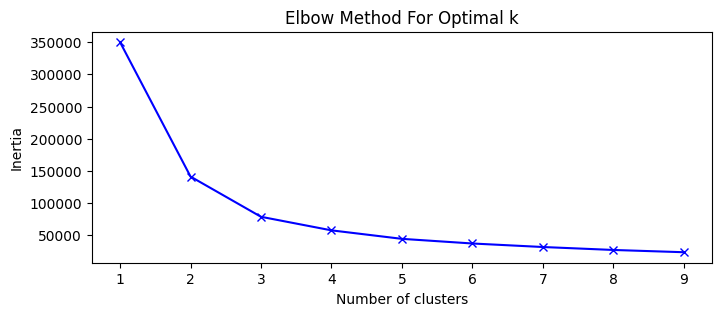 Elbow Method For Optimal k
350000
300000
250000
200000
150000
100000
50000
Inertia
1 2 3 4 5 6 7 8 9
Number of clusters